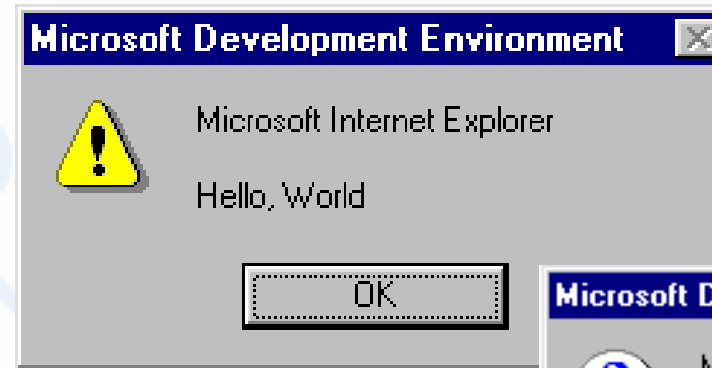 Microsoft Development Environment
Microsoft Internet Explorer
Hello, World
OK
Microsoft